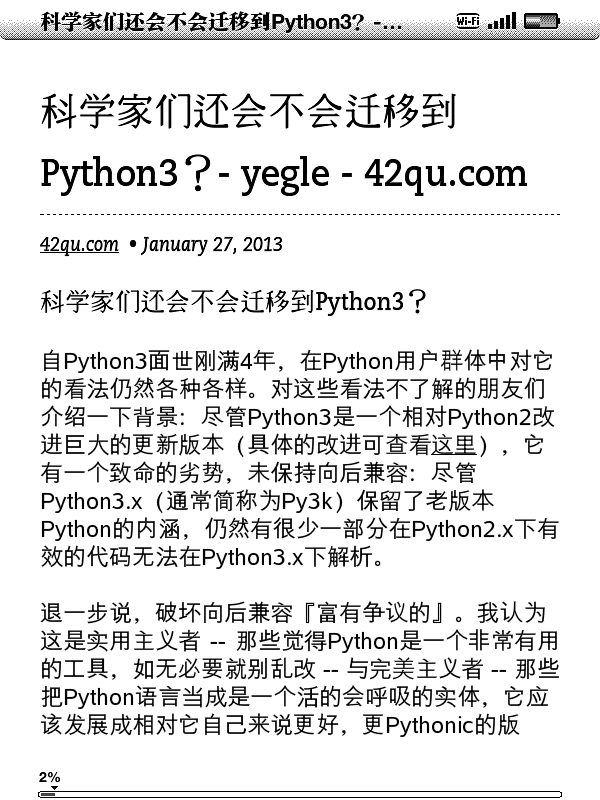 科学家们还会不会迁移到Python3？-...
Wi-Fi
科学家们还会不会迁移到
Python3？- yegle - 42qu.com
42qu.com • January 27, 2013
科学家们还会不会迁移到Python3？
自Python3面世刚满4年，在Python用户群体中对它
的看法仍然各种各样。对这些看法不了解的朋友们
介绍一下背景：尽管Python3是一个相对Python2改
进巨大的更新版本（具体的改进可查看这里），它
有一个致命的劣势，未保持向后兼容：尽管
Python3.x（通常简称为Py3k）保留了老版本
Python的内涵，仍然有很少一部分在Python2.x下有
效的代码无法在Python3.x下解析。
退一步说，破坏向后兼容『富有争议的』。我认为
这是实用主义者 -- 那些觉得Python是一个非常有用
的工具，如无必要就别乱改 -- 与完美主义者 -- 那些
把Python语言当成是一个活的会呼吸的实体，它应
该发展成相对它自己来说更好，更Pythonic的版
2%